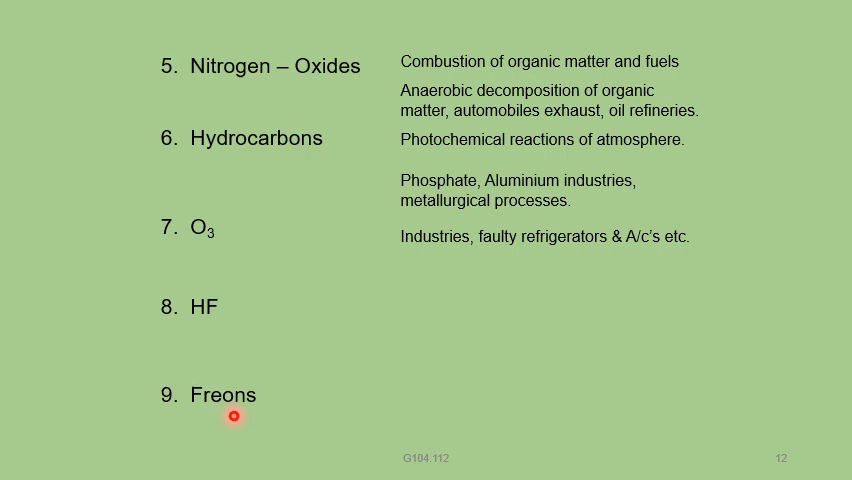 5. Nitrogen – Oxides
6. Hydrocarbons
7. O₃
8. HF
9. Freons
Combustion of organic matter and fuels
Anaerobic decomposition of organic
matter, automobiles exhaust, oil refineries.
Photochemical reactions of atmosphere.
Phosphate, Aluminium industries,
metallurgical processes.
Industries, faulty refrigerators & A/c’s etc.
G104.112
12